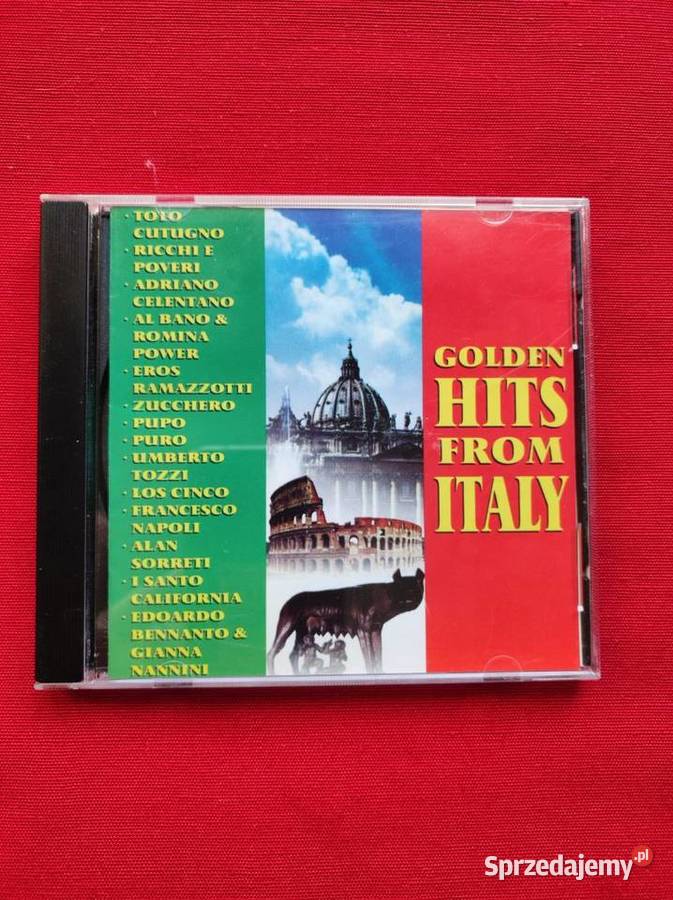 · TOTO
CUTUGNO
· RICCHI E
POVERI
· ADRIANO
CELENTANO
· AL BANO &
ROMINA
POWER
· EROS
RAMAZZOTTI
· ZUCCHERO
· PUPO
· PURO
· UMBERTO
TOZZI
· LOS CINCO
· FRANCESCO
NAPOLI
· ALAN
SORRETI
· I SANTO
CALIFORNIA
· EDOARDO
BENNANTO &
GIANNA
NANNINI
GOLDEN
HITS
FROM
ITALY
Sprzedajemy.pl